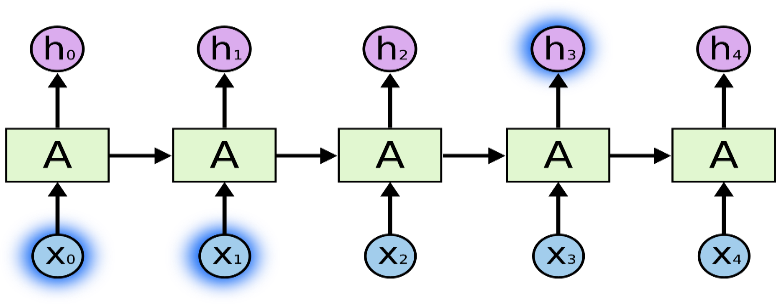 h₀ h₁ h₂ h₃ h₄
A A A A A
x₀ x₁ x₂ x₃ x₄